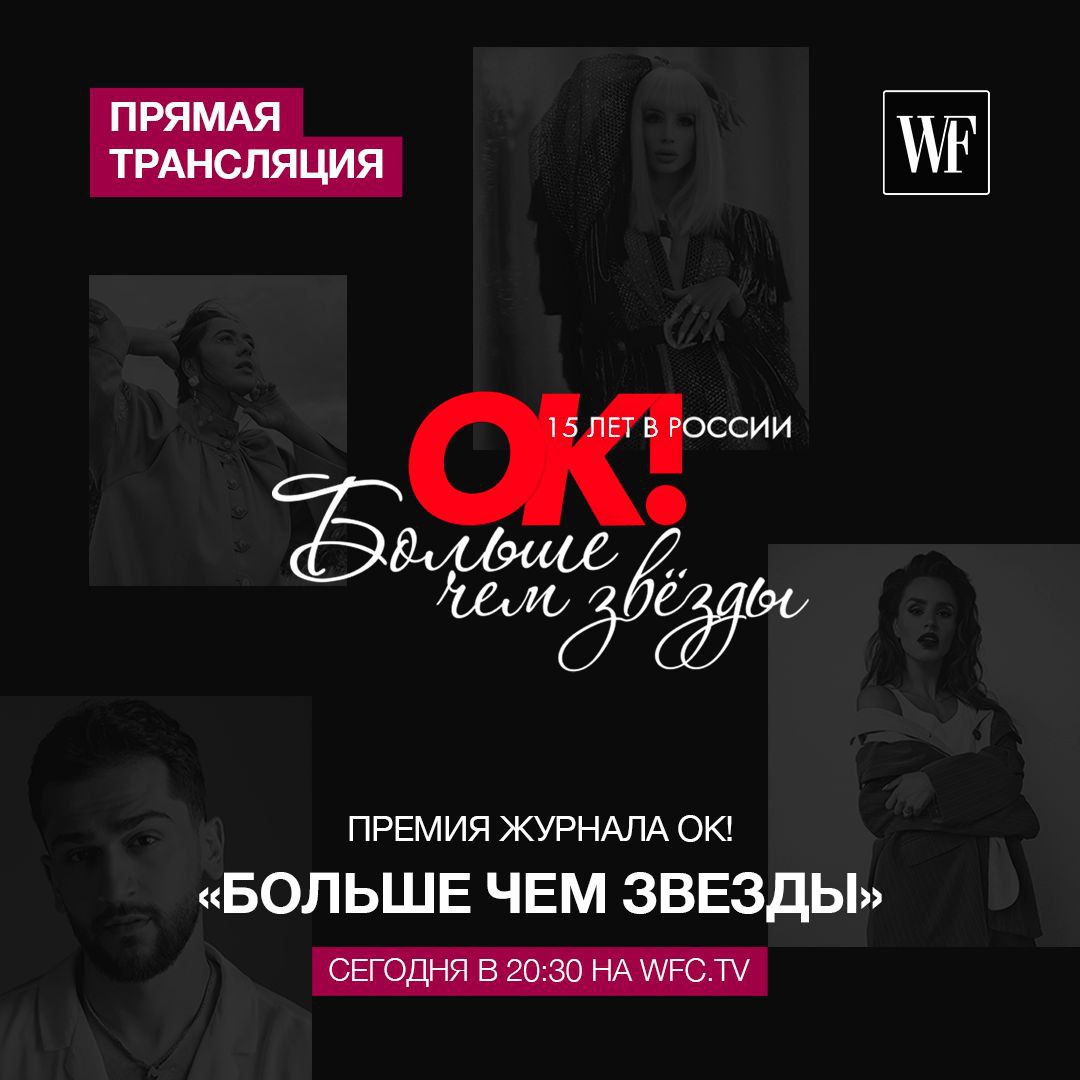 ПРЯМАЯ
ТРАНСЛЯЦИЯ
WF
OK!
15 ЛЕТ В РОССИИ
Больше
чем звёзды
ПРЕМИЯ ЖУРНАЛА OK!
«БОЛЬШЕ ЧЕМ ЗВЕЗДЫ»
СЕГОДНЯ В 20:30 НА WFC.TV